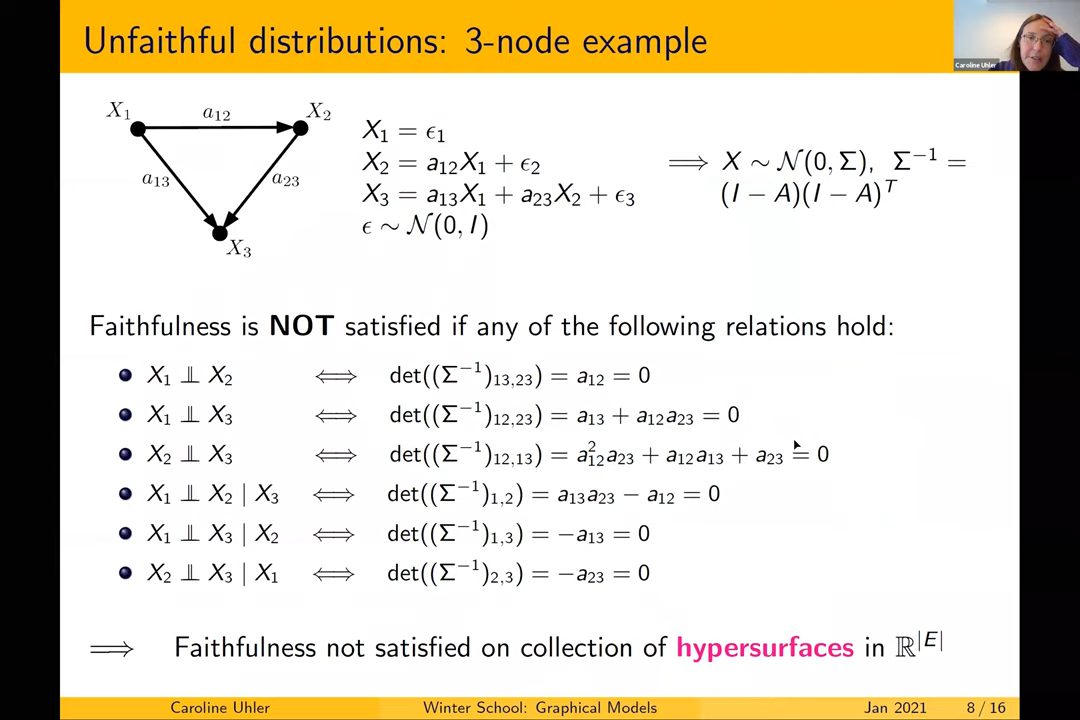 Unfaithful distributions: 3-node example
Caroline Uhler
X₁
a₁₂
X₂
a₁₃
a₂₃
X₃
X₁ = ϵ₁
X₂ = a₁₂X₁ + ϵ₂
X₃ = a₁₃X₁ + a₂₃X₂ + ϵ₃
ϵ ∼ 𝒩(0, I)
⟹ X ∼ 𝒩(0, Σ), Σ⁻¹ =
(I − A)(I − A)ᵀ
Faithfulness is NOT satisfied if any of the following relations hold:
• X₁ ⫫ X₂ ⟺ det((Σ⁻¹)₁₃,₂₃) = a₁₂ = 0
• X₁ ⫫ X₃ ⟺ det((Σ⁻¹)₁₂,₂₃) = a₁₃ + a₁₂a₂₃ = 0
• X₂ ⫫ X₃ ⟺ det((Σ⁻¹)₁₂,₁₃) = a₁₂²a₂₃ + a₁₂a₁₃ + a₂₃ = 0
• X₁ ⫫ X₂ | X₃ ⟺ det((Σ⁻¹)₁,₂) = a₁₃a₂₃ − a₁₂ = 0
• X₁ ⫫ X₃ | X₂ ⟺ det((Σ⁻¹)₁,₃) = −a₁₃ = 0
• X₂ ⫫ X₃ | X₁ ⟺ det((Σ⁻¹)₂,₃) = −a₂₃ = 0
⟹ Faithfulness not satisfied on collection of hypersurfaces in ℝ^|E|
Caroline Uhler Winter School: Graphical Models Jan 2021 8 / 16